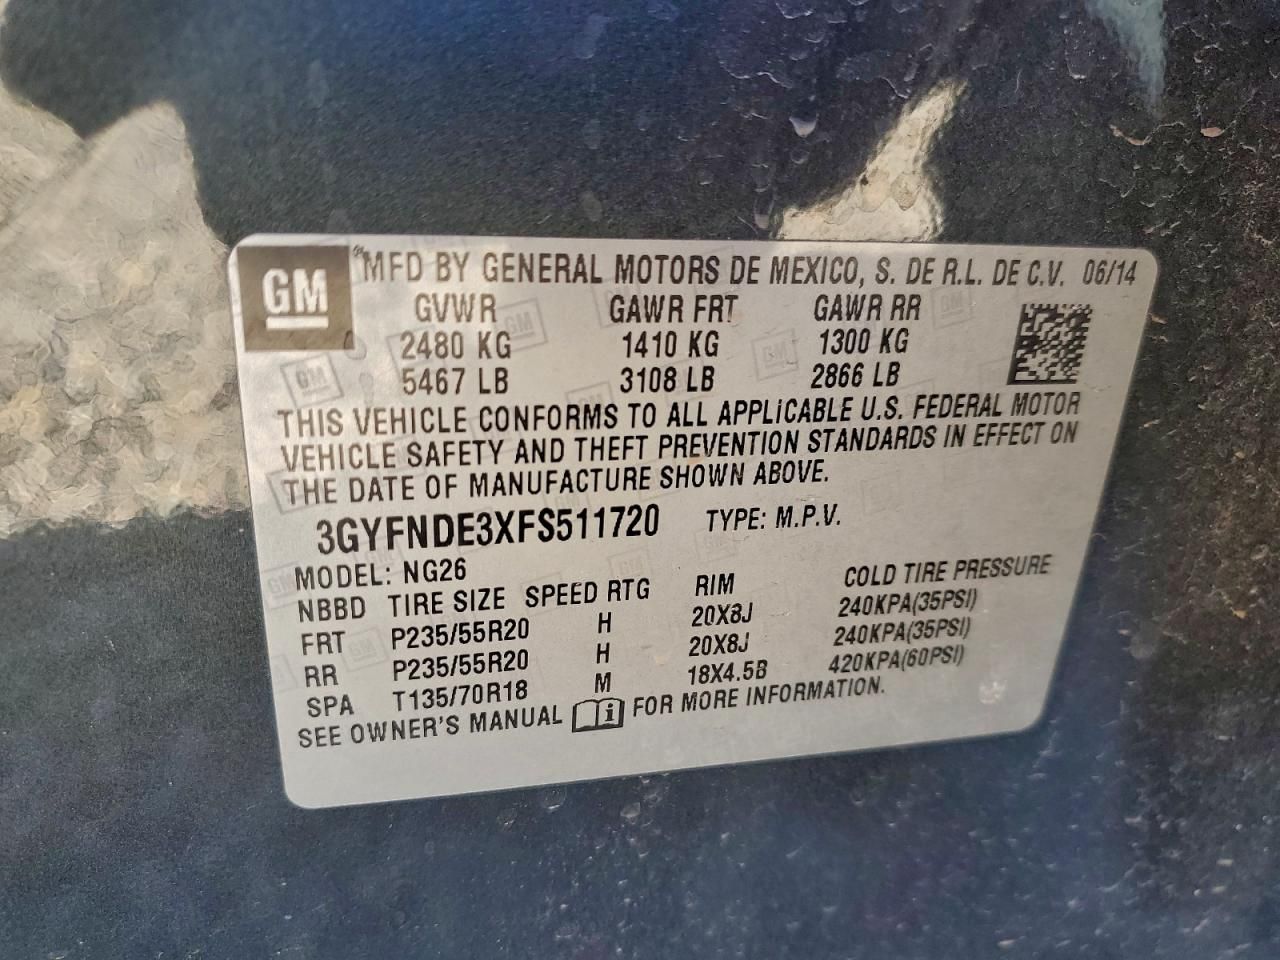 GM MFD BY GENERAL MOTORS DE MEXICO, S. DE R.L. DE C.V. 06/14
GVWR GAWR FRT GAWR RR
2480 KG 1410 KG 1300 KG
5467 LB 3108 LB 2866 LB
THIS VEHICLE CONFORMS TO ALL APPLICABLE U.S. FEDERAL MOTOR
VEHICLE SAFETY AND THEFT PREVENTION STANDARDS IN EFFECT ON
THE DATE OF MANUFACTURE SHOWN ABOVE.
3GYFNDE3XFS511720 TYPE: M.P.V.
MODEL: NG26
NBBD TIRE SIZE SPEED RTG RIM COLD TIRE PRESSURE
FRT P235/55R20 H 20X8J 240KPA(35PSI)
RR P235/55R20 H 20X8J 240KPA(35PSI)
SPA T135/70R18 M 18X4.5B 420KPA(60PSI)
SEE OWNER'S MANUAL i FOR MORE INFORMATION.